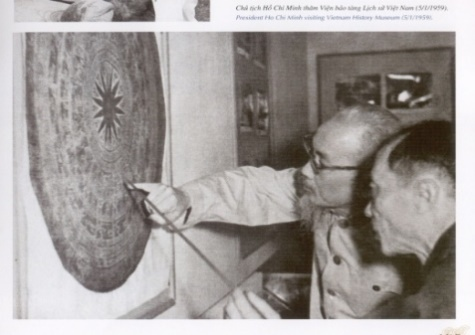 Chủ tịch Hồ Chí Minh thăm Viện bảo tàng Lịch sử Việt Nam (5/1/1959).
President Ho Chi Minh visiting Vietnam History Museum (5/1/1959).